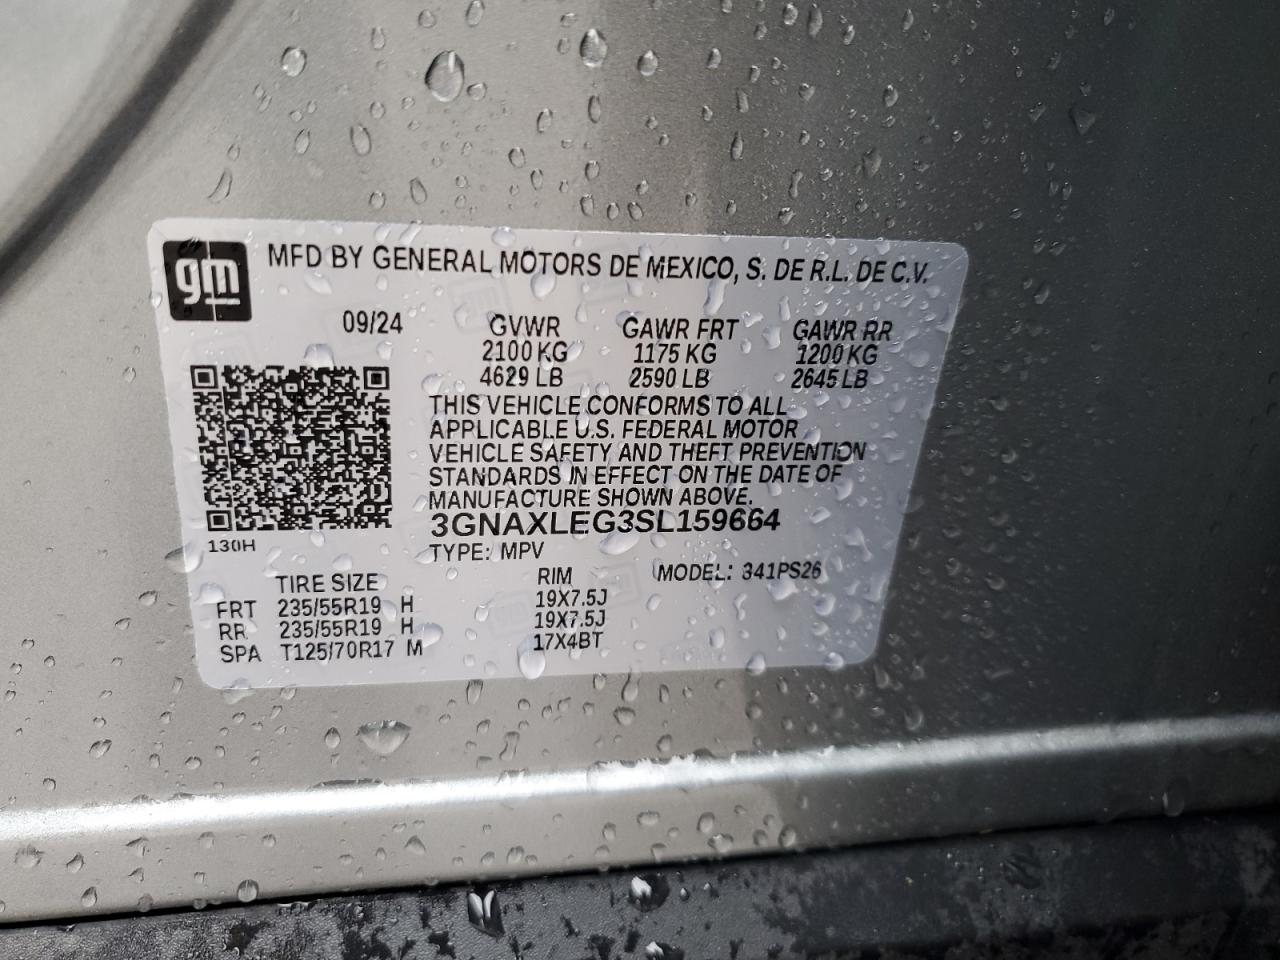 gm
MFD BY GENERAL MOTORS DE MEXICO, S. DE R.L. DE C.V.
09/24 GVWR GAWR FRT GAWR RR
2100 KG 1175 KG 1200 KG
4629 LB 2590 LB 2645 LB
THIS VEHICLE CONFORMS TO ALL
APPLICABLE U.S. FEDERAL MOTOR
VEHICLE SAFETY AND THEFT PREVENTION
STANDARDS IN EFFECT ON THE DATE OF
MANUFACTURE SHOWN ABOVE.
3GNAXLEG3SL159664
130H
TYPE: MPV
TIRE SIZE RIM MODEL: 341PS26
FRT 235/55R19 H 19X7.5J
RR 235/55R19 H 19X7.5J
SPA T125/70R17 M 17X4BT